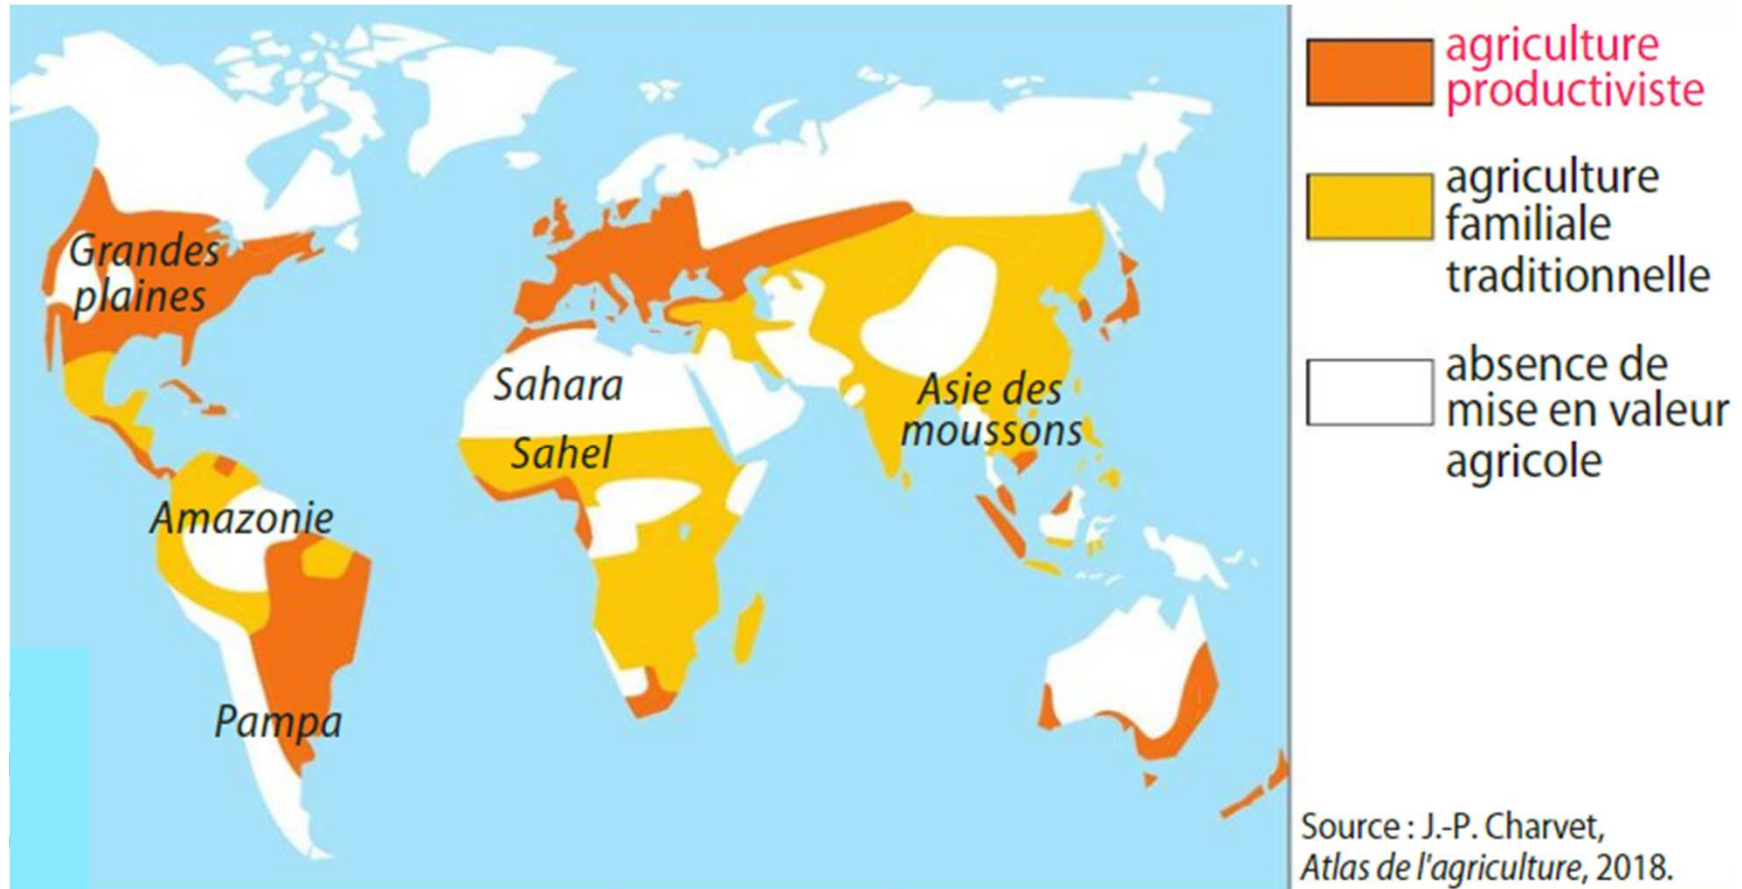 Grandes
plaines
Sahara
Sahel
Asie des
moussons
Amazonie
Pampa
agriculture
productiviste
agriculture
familiale
traditionnelle
absence de
mise en valeur
agricole
Source : J.-P. Charvet,
Atlas de l'agriculture, 2018.